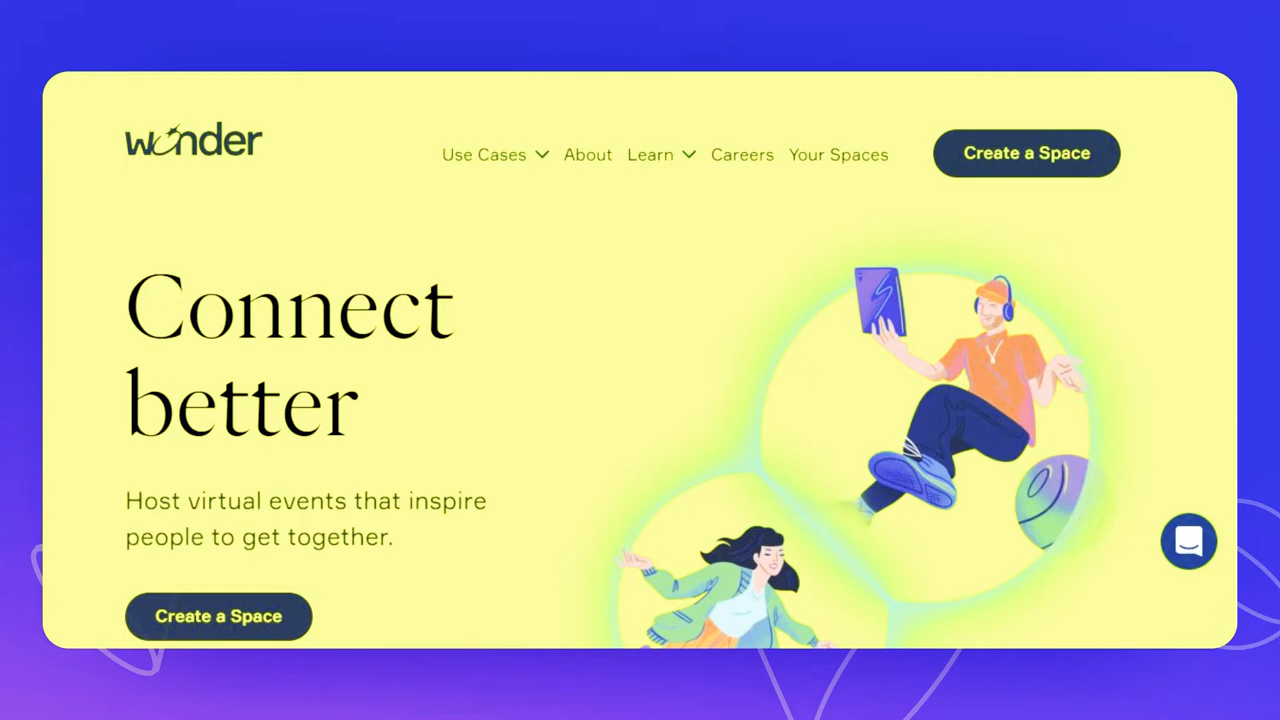 wonder
Use Cases About Learn Careers Your Spaces
Create a Space
Connect
better
Host virtual events that inspire
people to get together.
Create a Space